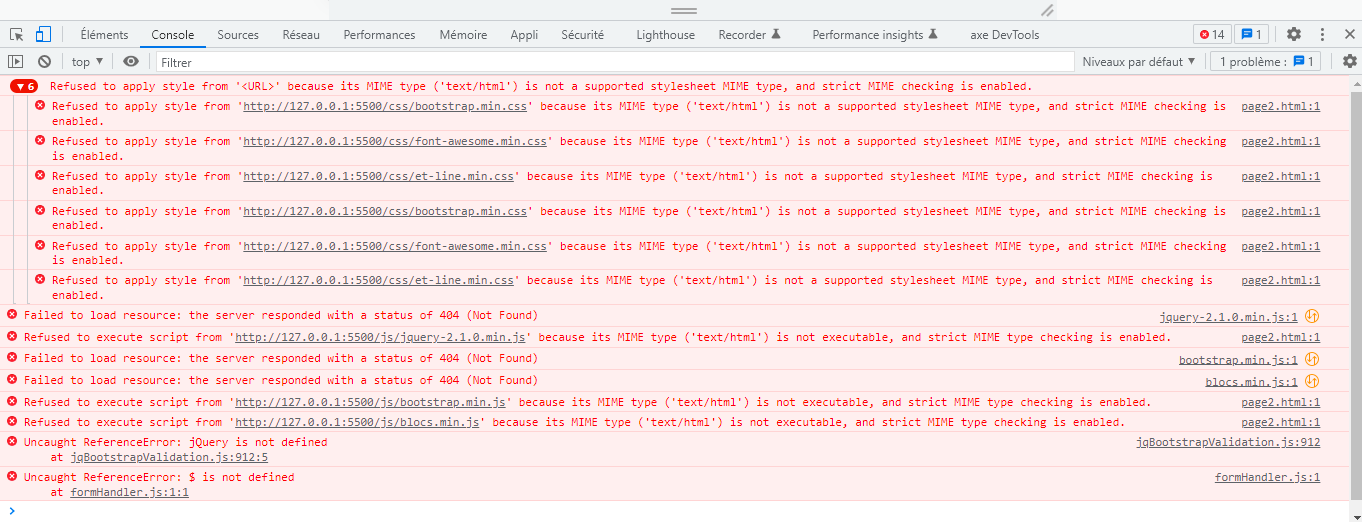 Éléments Console Sources Réseau Performances Mémoire Appli Sécurité Lighthouse Recorder Performance insights axe DevTools 14 1
top ▼ Filtrer Niveaux par défaut ▼ 1 problème : 1
▼ 6 Refused to apply style from '<URL>' because its MIME type ('text/html') is not a supported stylesheet MIME type, and strict MIME checking is enabled.
Refused to apply style from 'http://127.0.0.1:5500/css/bootstrap.min.css' because its MIME type ('text/html') is not a supported stylesheet MIME type, and strict MIME checking is page2.html:1
enabled.
Refused to apply style from 'http://127.0.0.1:5500/css/font-awesome.min.css' because its MIME type ('text/html') is not a supported stylesheet MIME type, and strict MIME checking page2.html:1
is enabled.
Refused to apply style from 'http://127.0.0.1:5500/css/et-line.min.css' because its MIME type ('text/html') is not a supported stylesheet MIME type, and strict MIME checking is page2.html:1
enabled.
Refused to apply style from 'http://127.0.0.1:5500/css/bootstrap.min.css' because its MIME type ('text/html') is not a supported stylesheet MIME type, and strict MIME checking is page2.html:1
enabled.
Refused to apply style from 'http://127.0.0.1:5500/css/font-awesome.min.css' because its MIME type ('text/html') is not a supported stylesheet MIME type, and strict MIME checking page2.html:1
is enabled.
Refused to apply style from 'http://127.0.0.1:5500/css/et-line.min.css' because its MIME type ('text/html') is not a supported stylesheet MIME type, and strict MIME checking is page2.html:1
enabled.
Failed to load resource: the server responded with a status of 404 (Not Found) jquery-2.1.0.min.js:1
Refused to execute script from 'http://127.0.0.1:5500/js/jquery-2.1.0.min.js' because its MIME type ('text/html') is not executable, and strict MIME type checking is enabled. page2.html:1
Failed to load resource: the server responded with a status of 404 (Not Found) bootstrap.min.js:1
Failed to load resource: the server responded with a status of 404 (Not Found) blocs.min.js:1
Refused to execute script from 'http://127.0.0.1:5500/js/bootstrap.min.js' because its MIME type ('text/html') is not executable, and strict MIME type checking is enabled. page2.html:1
Refused to execute script from 'http://127.0.0.1:5500/js/blocs.min.js' because its MIME type ('text/html') is not executable, and strict MIME type checking is enabled. page2.html:1
Uncaught ReferenceError: jQuery is not defined jqBootstrapValidation.js:912
at jqBootstrapValidation.js:912:5
Uncaught ReferenceError: $ is not defined formHandler.js:1
at formHandler.js:1:1